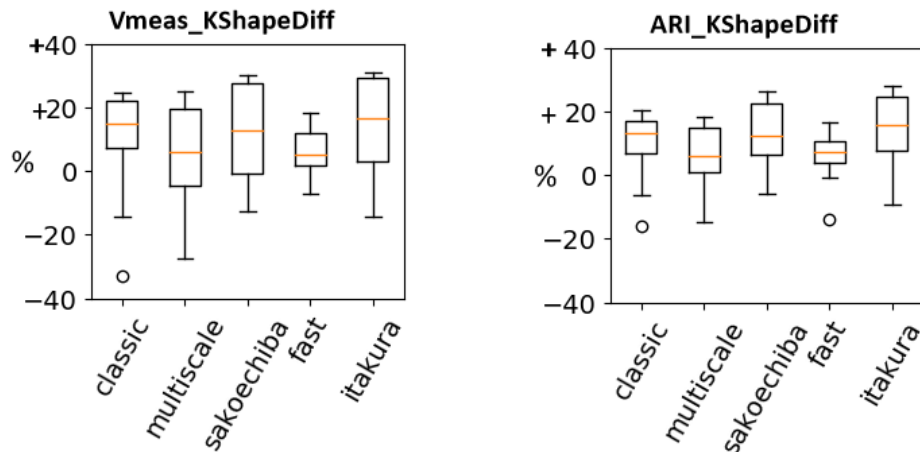 Vmeas_KShapeDiff
+40
+20
0
−20
−40
%
classic
multiscale
sakoechiba
fast
itakura
ARI_KShapeDiff
+ 40
+ 20
0
− 20
−40
%
classic
multiscale
sakoechiba
fast
itakura